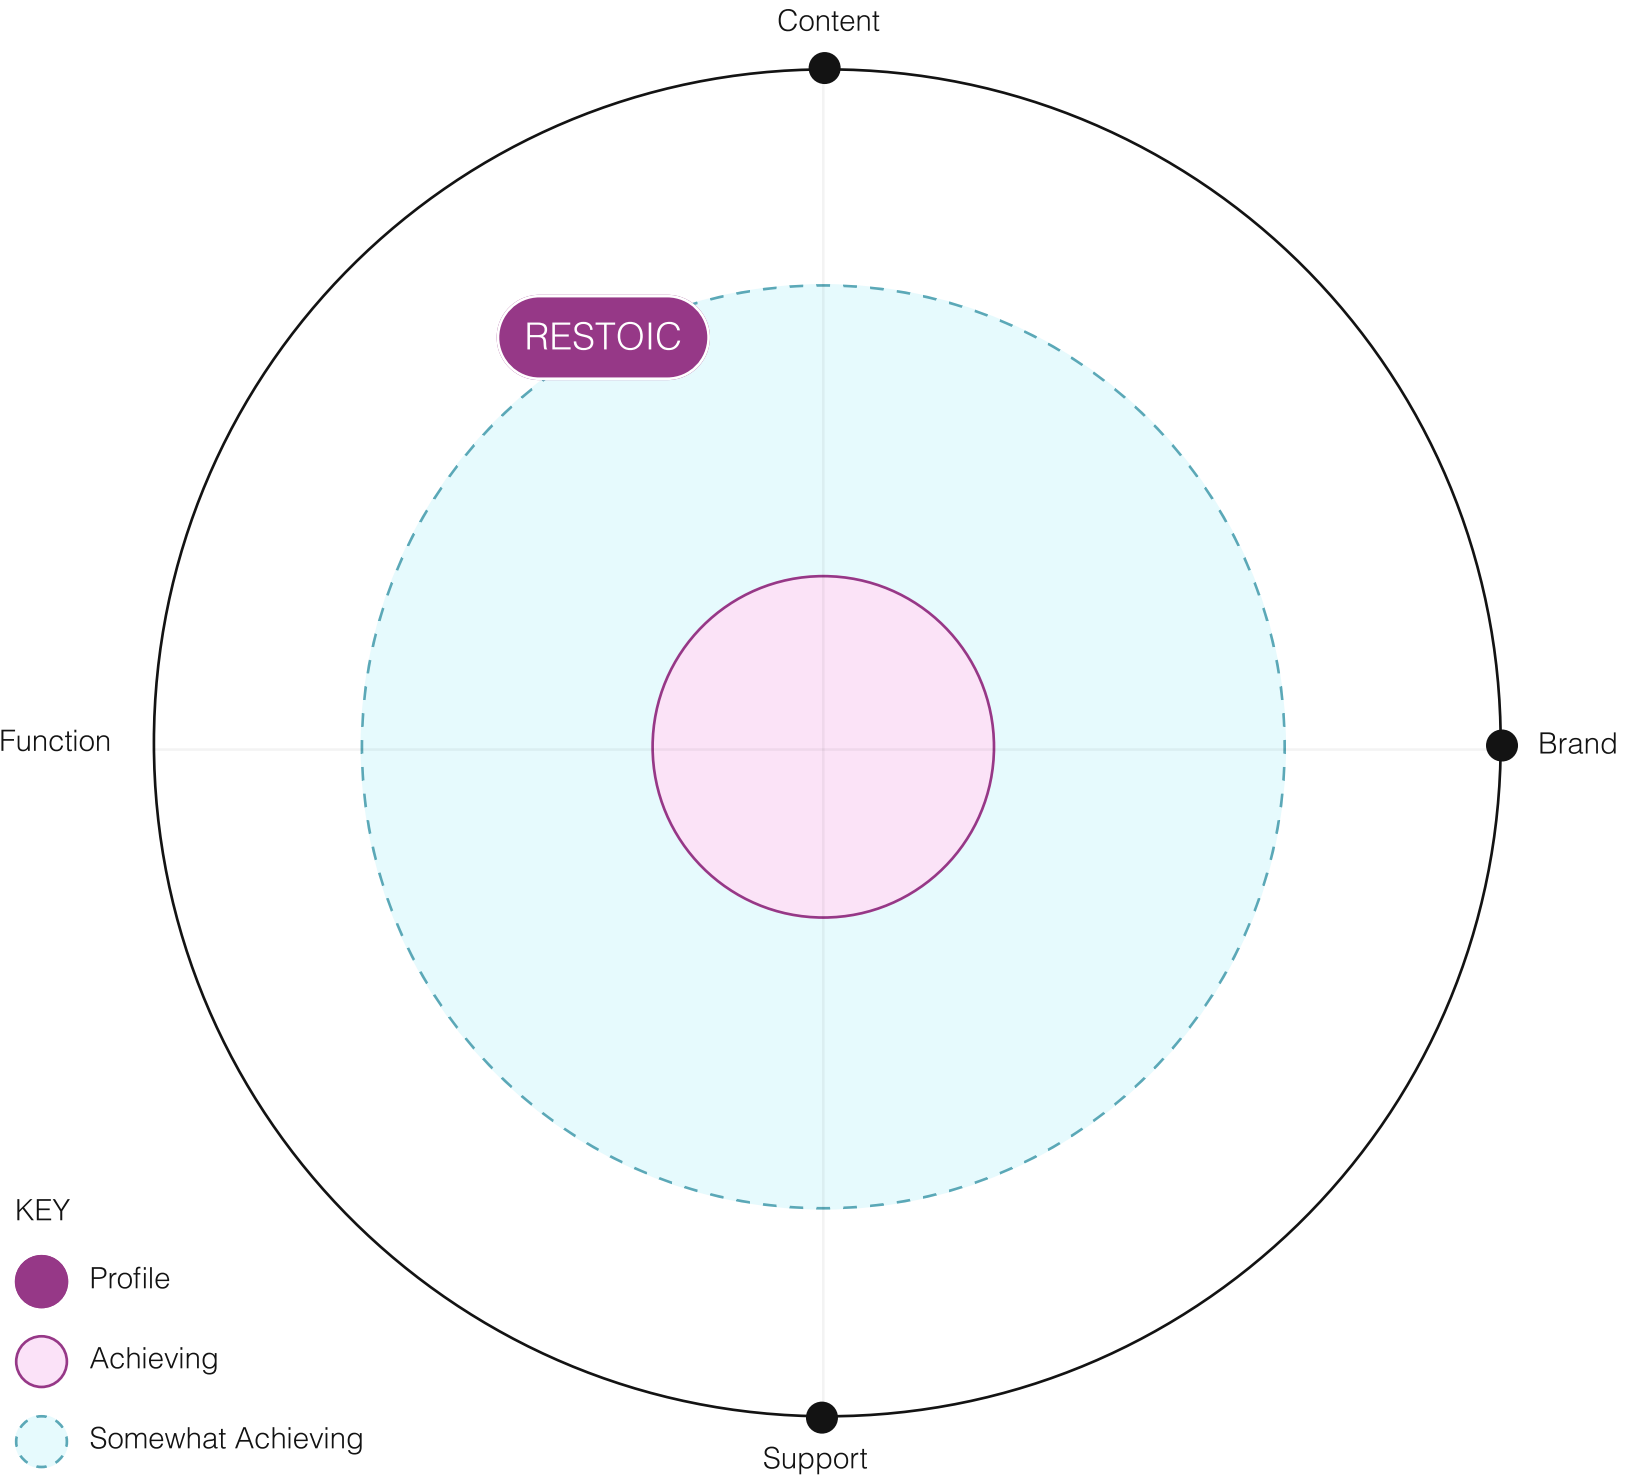 Content
RESTOIC
Function
Brand
KEY
Profile
Achieving
Somewhat Achieving
Support